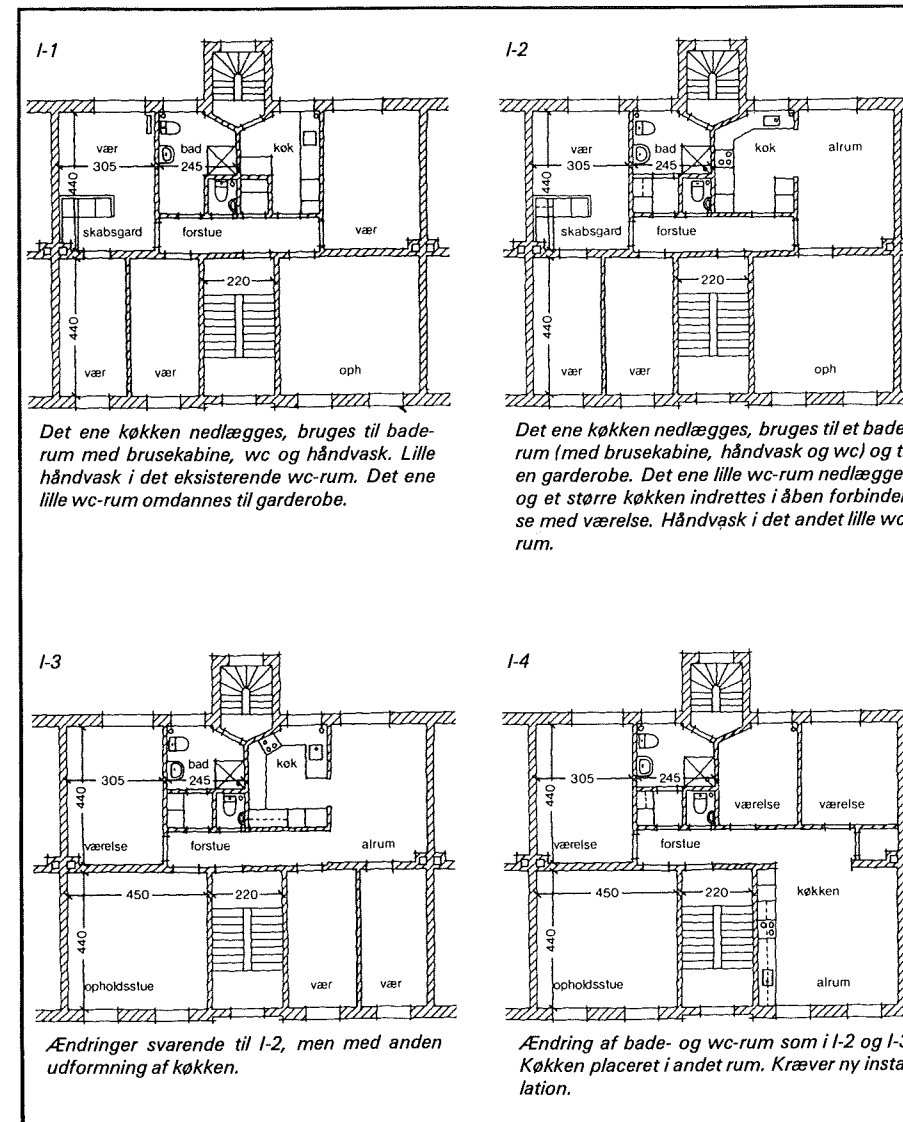 I-1
vær
305
440
bad
245
køk
skabsgard
forstue
vær
220
440
vær
vær
oph
Det ene køkken nedlægges, bruges til bade-
rum med brusekabine, wc og håndvask. Lille
håndvask i det eksisterende wc-rum. Det ene
lille wc-rum omdannes til garderobe.
I-2
vær
305
440
bad
245
køk
alrum
skabsgard
forstue
220
440
vær
vær
oph
Det ene køkken nedlægges, bruges til et bade
rum (med brusekabine, håndvask og wc) og t
en garderobe. Det ene lille wc-rum nedlægge
og et større køkken indrettes i åben forbinde
se med værelse. Håndvask i det andet lille wc
rum.
I-3
305
440
bad
245
køk
værelse
forstue
alrum
450
220
440
opholdsstue
vær
vær
Ændringer svarende til I-2, men med anden
udformning af køkken.
I-4
305
440
245
værelse
værelse
værelse
forstue
450
220
køkken
440
opholdsstue
alrum
Ændring af bade- og wc-rum som i I-2 og I-3
Køkken placeret i andet rum. Kræver ny insta
lation.